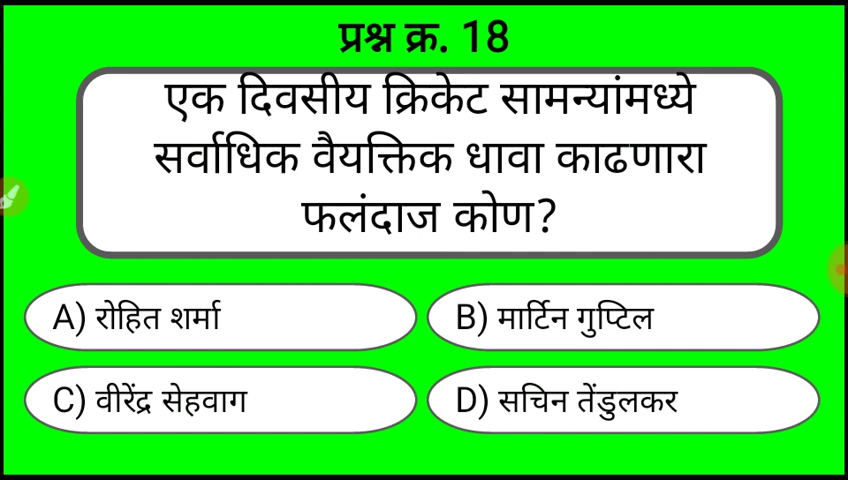 प्रश्न क्र. 18
एक दिवसीय क्रिकेट सामन्यांमध्ये
सर्वाधिक वैयक्तिक धावा काढणारा
फलंदाज कोण?
A) रोहित शर्मा
B) मार्टिन गुप्टिल
C) वीरेंद्र सेहवाग
D) सचिन तेंडुलकर